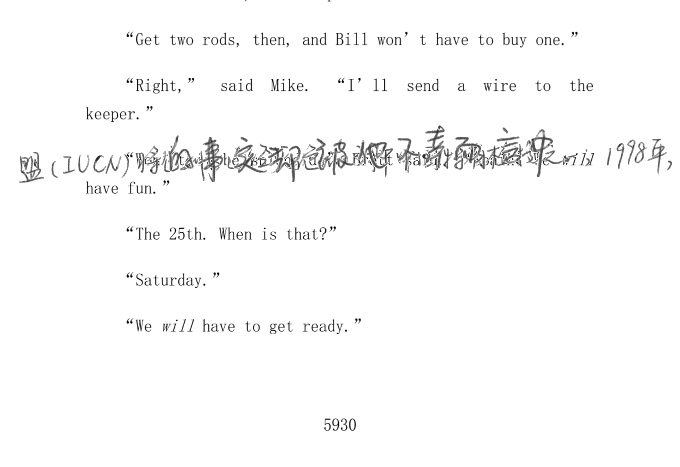 “Get two rods, then, and Bill won’t have to buy one.”
“Right,” said Mike. “I’ll send a wire to the
keeper.”
盟(IUCN)将 will 1998年,
have fun.”
“The 25th. When is that?”
“Saturday.”
“We will have to get ready.”
5930